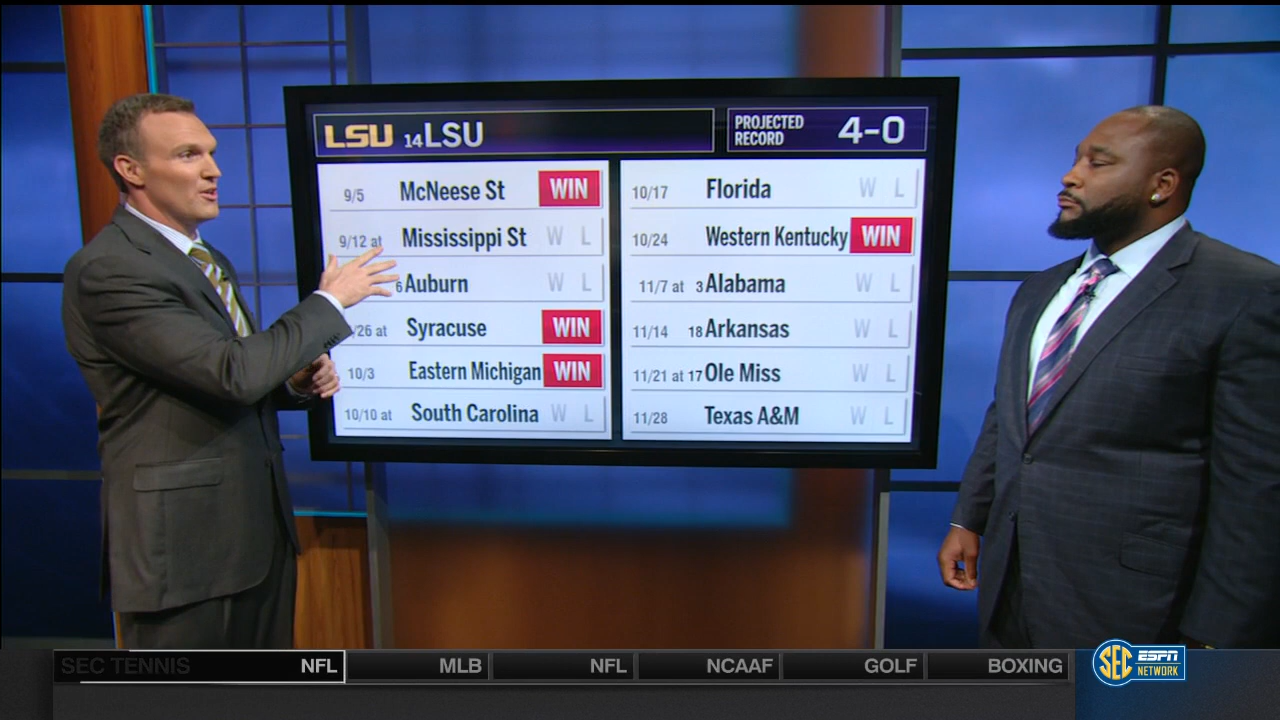 LSU 14 LSU
PROJECTED RECORD 4-0
9/5 McNeese St WIN
9/12 at Mississippi St W L
6 Auburn W L
/26 at Syracuse WIN
10/3 Eastern Michigan WIN
10/10 at South Carolina W L
10/17 Florida W L
10/24 Western Kentucky WIN
11/7 at 3 Alabama W L
11/14 18 Arkansas W L
11/21 at 17 Ole Miss W L
11/28 Texas A&M W L
SEC TENNIS NFL MLB NFL NCAAF GOLF BOXING
SEC ESPN NETWORK